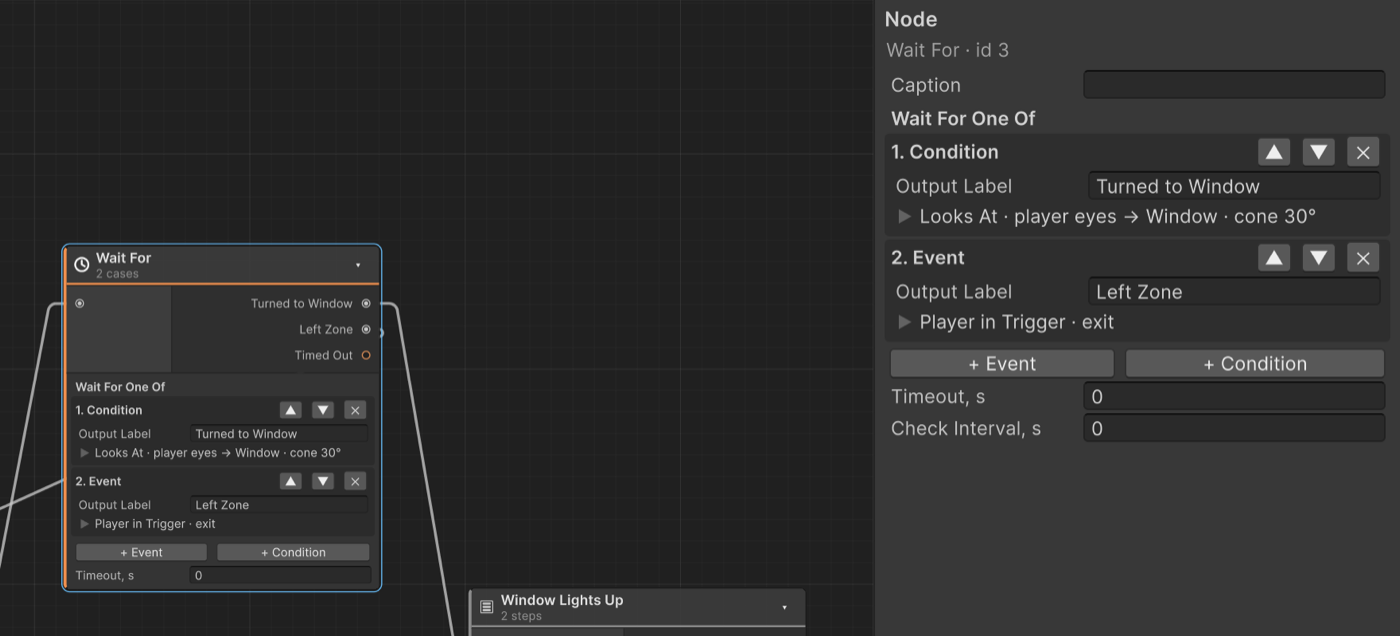 Wait For
2 cases
Turned to Window
Left Zone
Timed Out
Wait For One Of
1. Condition
Output Label Turned to Window
Looks At · player eyes → Window · cone 30°
2. Event
Output Label Left Zone
Player in Trigger · exit
+ Event + Condition
Timeout, s 0
Window Lights Up
2 steps
Node
Wait For · id 3
Caption
Wait For One Of
1. Condition
Output Label Turned to Window
Looks At · player eyes → Window · cone 30°
2. Event
Output Label Left Zone
Player in Trigger · exit
+ Event + Condition
Timeout, s 0
Check Interval, s 0